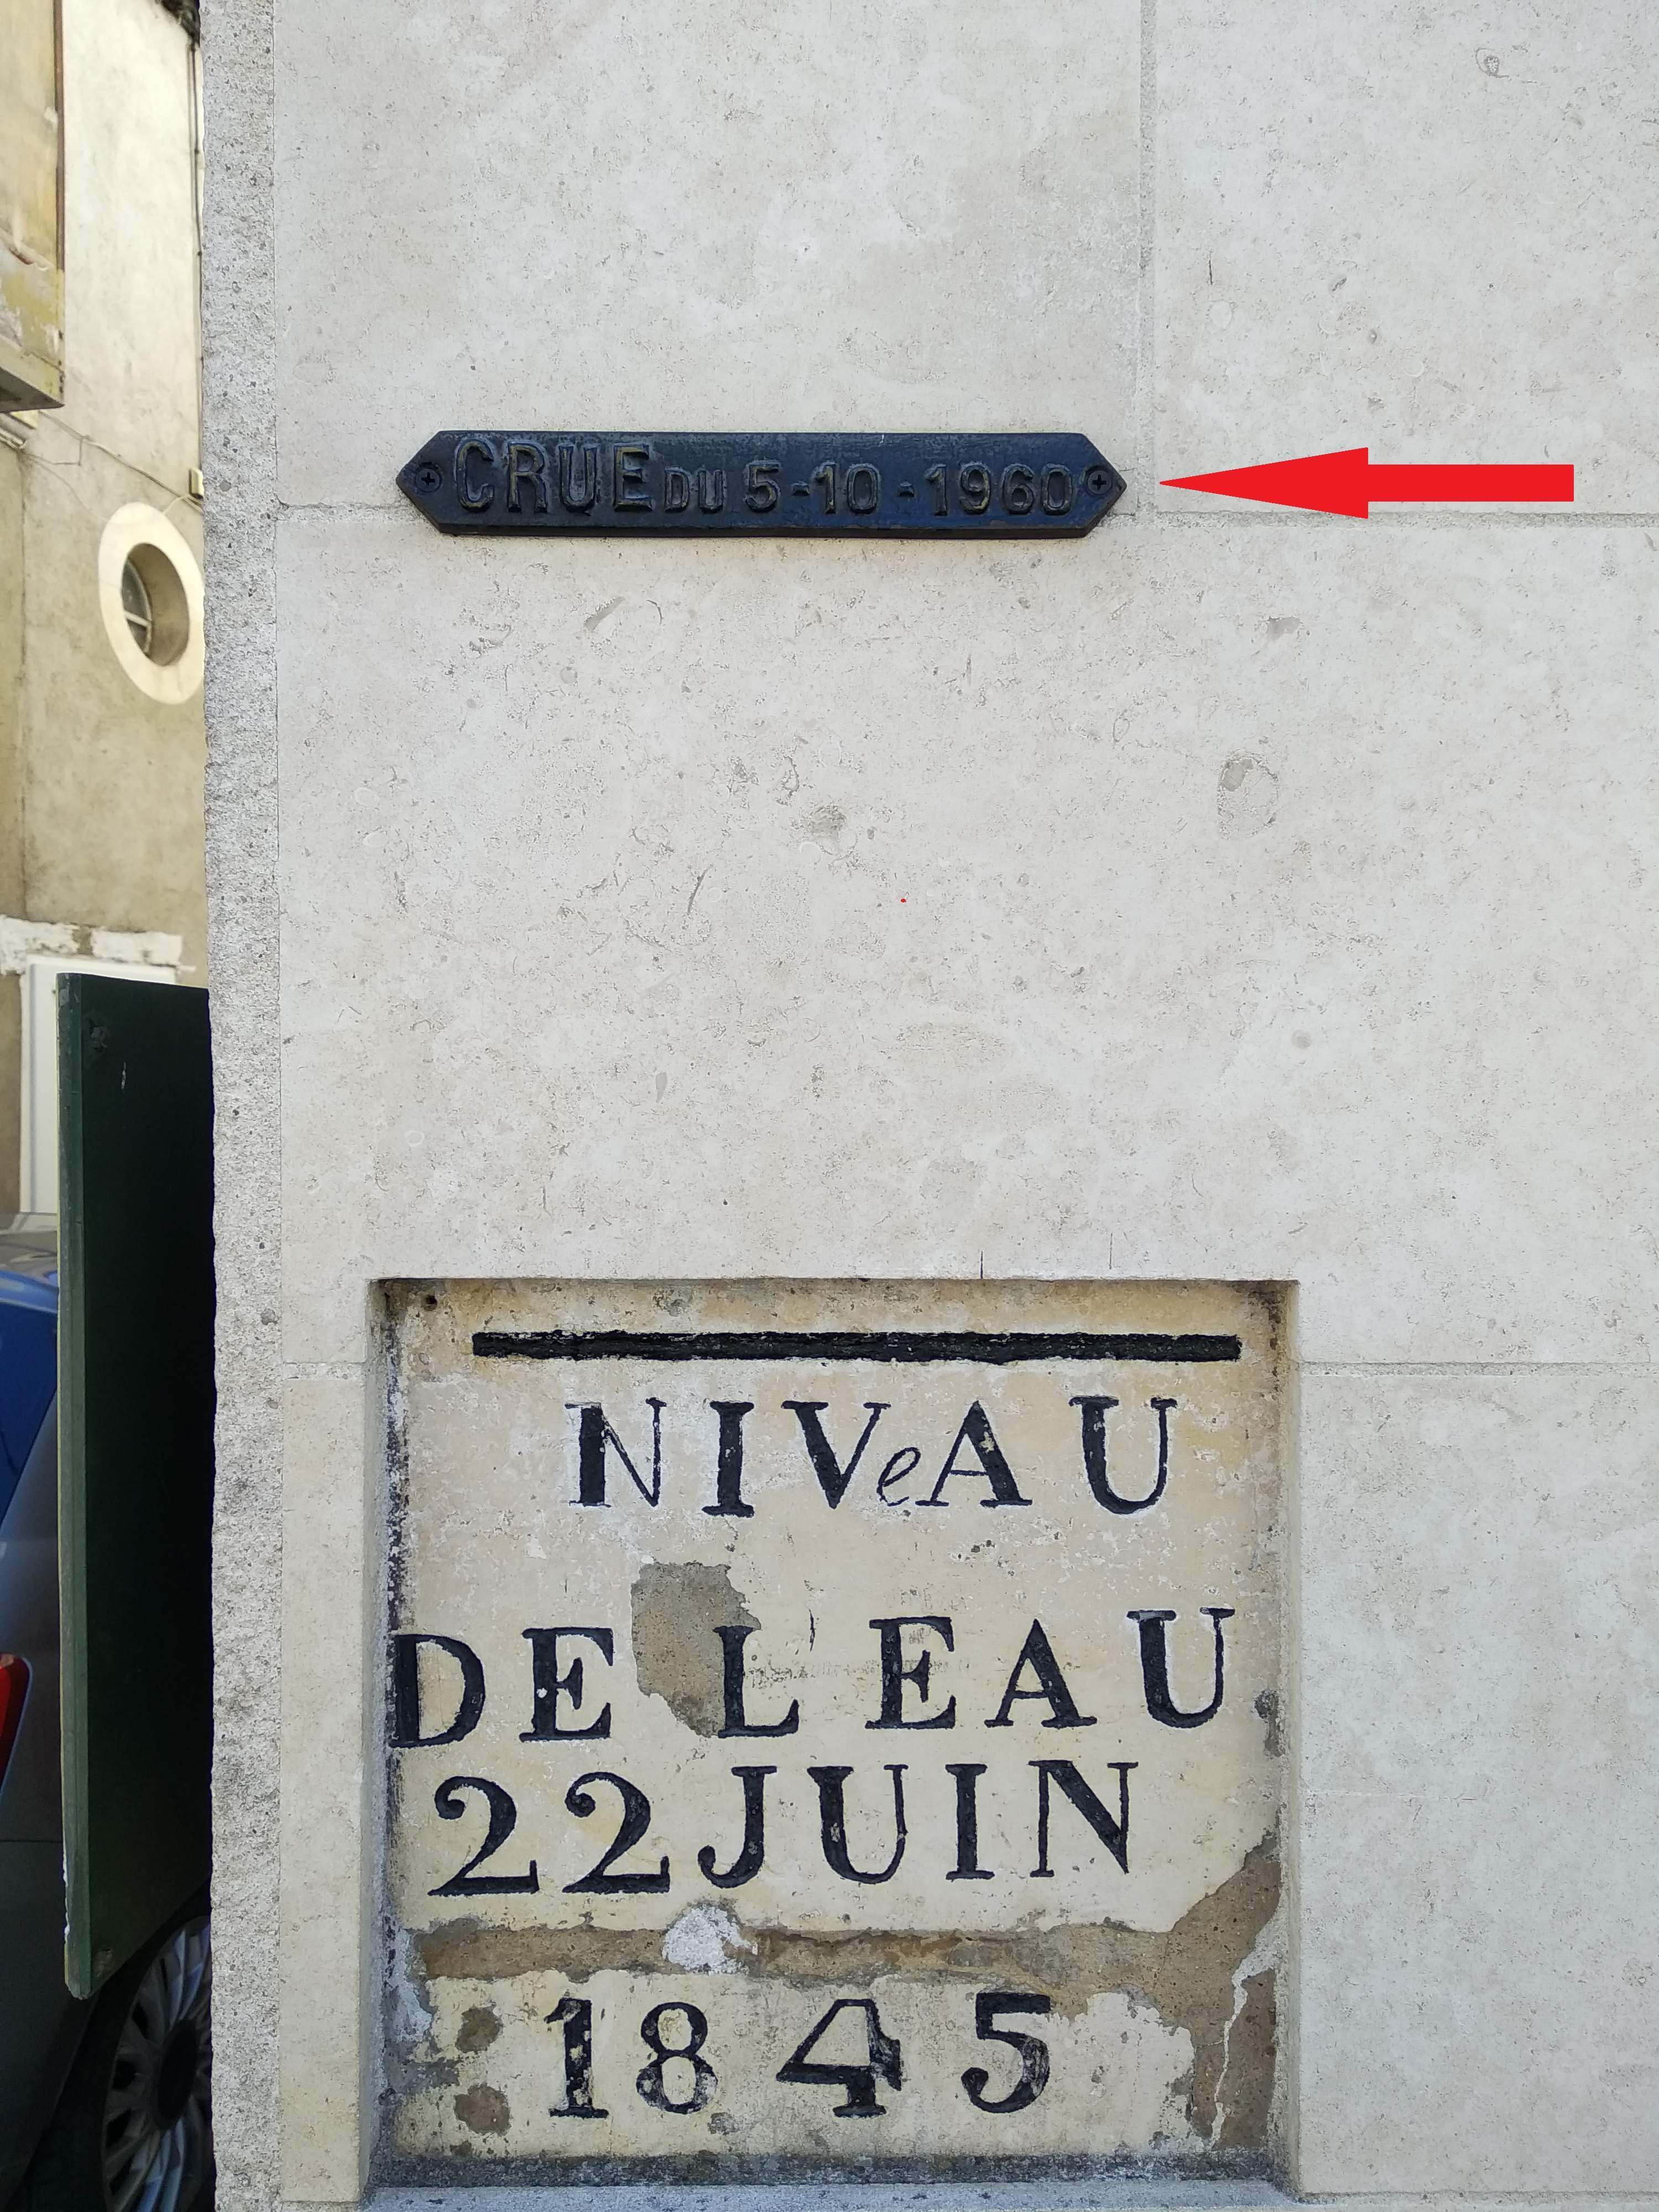 CRUE DU 5-10-1960
NIVeAU
DE L'EAU
22 JUIN
1845